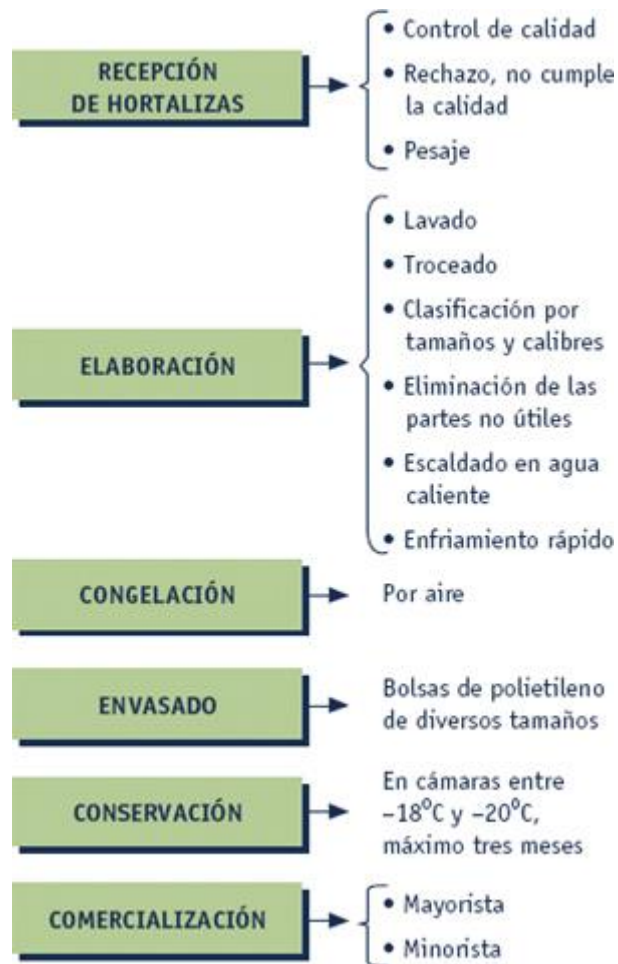 RECEPCIÓN
DE HORTALIZAS
• Control de calidad
• Rechazo, no cumple
la calidad
• Pesaje
ELABORACIÓN
• Lavado
• Troceado
• Clasificación por
tamaños y calibres
• Eliminación de las
partes no útiles
• Escaldado en agua
caliente
• Enfriamiento rápido
CONGELACIÓN
Por aire
ENVASADO
Bolsas de polietileno
de diversos tamaños
CONSERVACIÓN
En cámaras entre
–18ºC y –20ºC,
máximo tres meses
COMERCIALIZACIÓN
• Mayorista
• Minorista